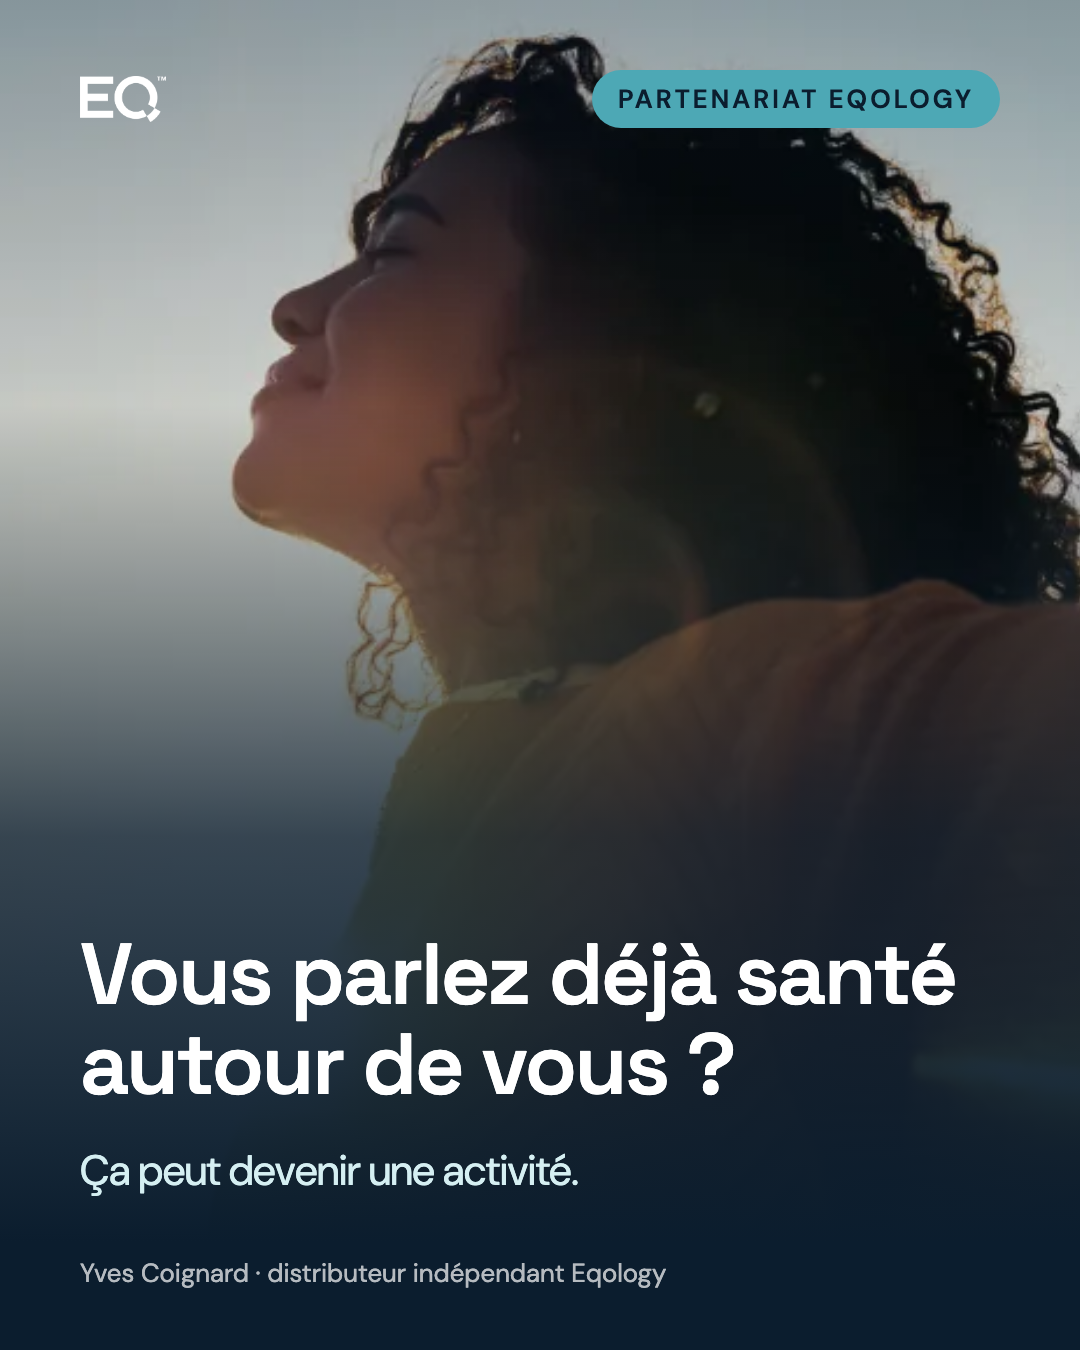 EQ™
PARTENARIAT EQOLOGY
Vous parlez déjà santé
autour de vous ?
Ça peut devenir une activité.
Yves Coignard · distributeur indépendant Eqology